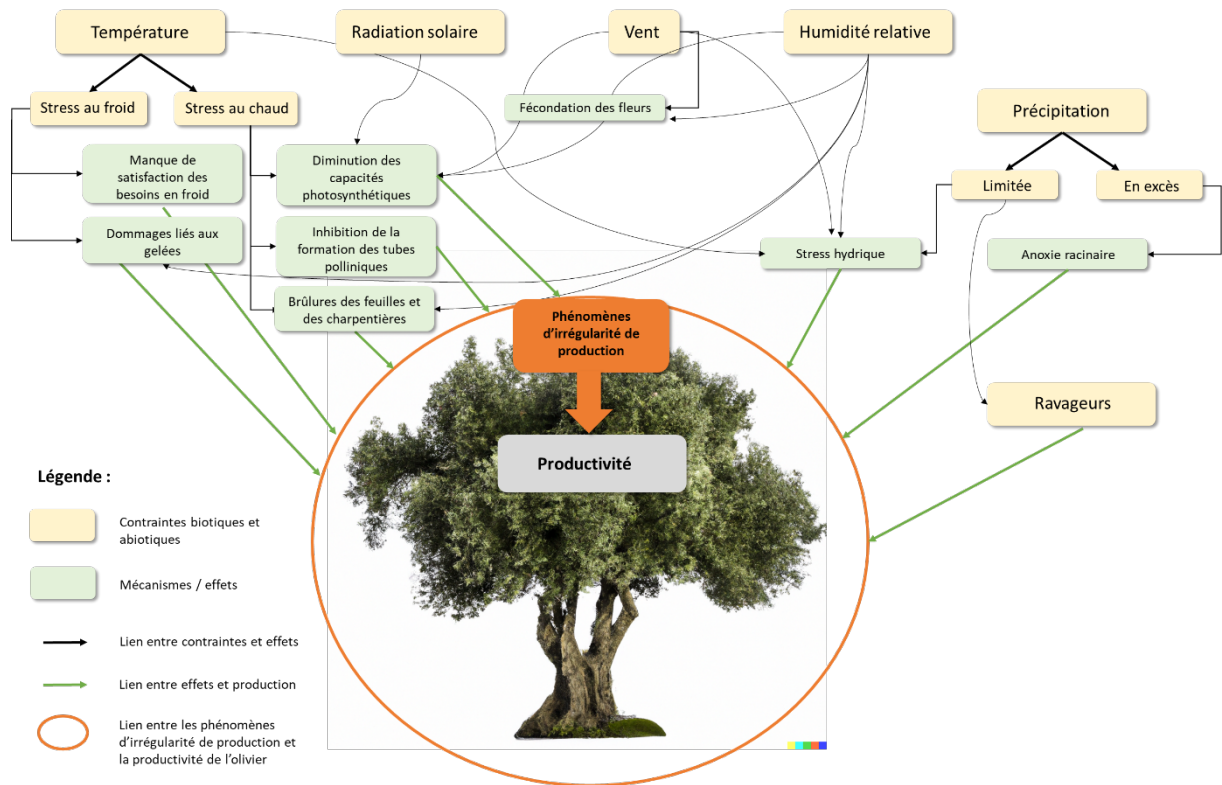 Température
Radiation solaire
Vent
Humidité relative
Stress au froid
Stress au chaud
Fécondation des fleurs
Précipitation
Manque de
satisfaction des
besoins en froid
Diminution des
capacités
photosynthétiques
Limitée
En excès
Dommages liés aux
gelées
Inhibition de la
formation des tubes
polliniques
Stress hydrique
Anoxie racinaire
Brûlures des feuilles et
des charpentières
Phénomènes
d'irrégularité de
production
Ravageurs
Productivité
Légende :
Contraintes biotiques et
abiotiques
Mécanismes / effets
Lien entre contraintes et effets
Lien entre effets et production
Lien entre les phénomènes
d'irrégularité de production et
la productivité de l'olivier